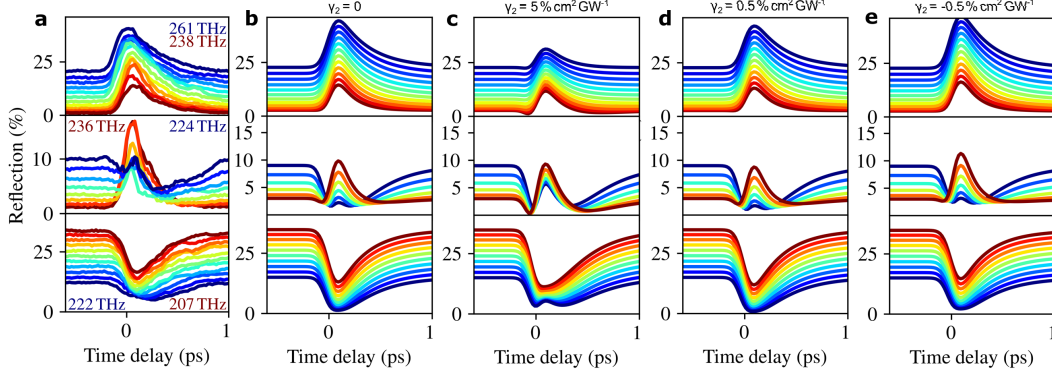 a
b
c
d
e
γ₂ = 0
γ₂ = 5 % cm² GW⁻¹
γ₂ = 0.5 % cm² GW⁻¹
γ₂ = -0.5 % cm² GW⁻¹
Reflection (%)
261 THz
238 THz
25
0
236 THz
224 THz
10
0
25
0
222 THz
207 THz
0
1
Time delay (ps)
25
0
15
10
5
25
0
0
1
Time delay (ps)
25
0
15
10
5
25
0
0
1
Time delay (ps)
25
0
15
10
5
25
0
0
1
Time delay (ps)
25
0
15
10
5
25
0
0
1
Time delay (ps)